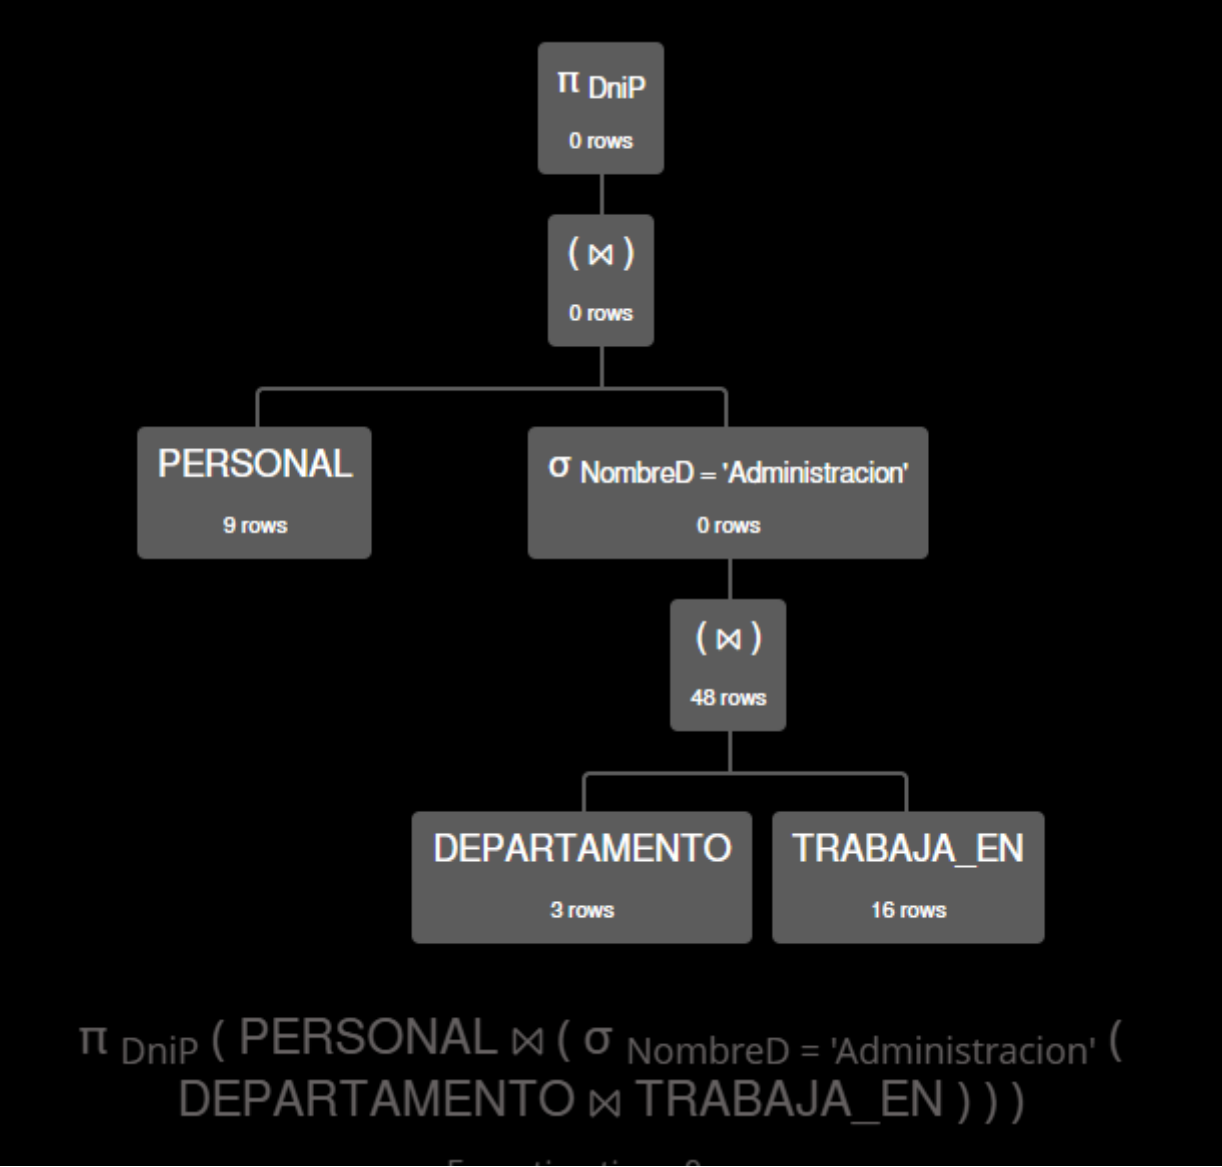 π DniP
0 rows
( ⋈ )
0 rows
PERSONAL
9 rows
σ NombreD = 'Administracion'
0 rows
( ⋈ )
48 rows
DEPARTAMENTO
3 rows
TRABAJA_EN
16 rows
π DniP ( PERSONAL ⋈ ( σ NombreD = 'Administracion' (
DEPARTAMENTO ⋈ TRABAJA_EN ) ) )